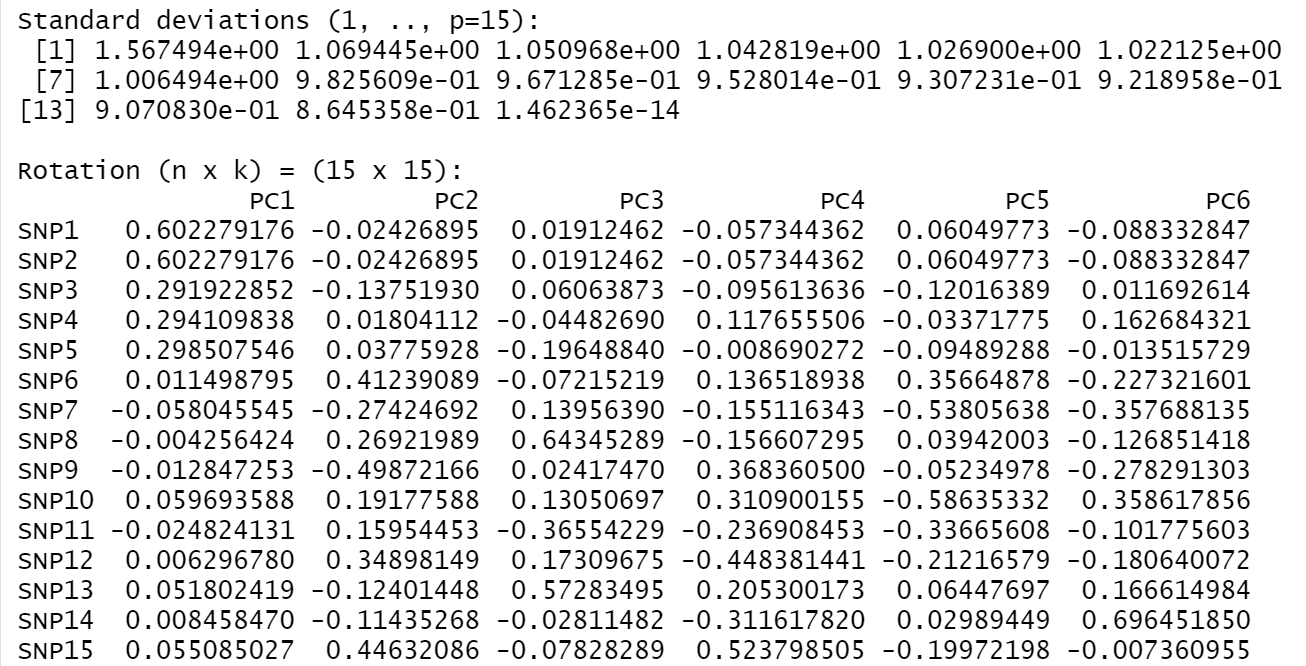 Standard deviations (1, .., p=15):
 [1] 1.567494e+00 1.069445e+00 1.050968e+00 1.042819e+00 1.026900e+00 1.022125e+00
 [7] 1.006494e+00 9.825609e-01 9.671285e-01 9.528014e-01 9.307231e-01 9.218958e-01
[13] 9.070830e-01 8.645358e-01 1.462365e-14

Rotation (n x k) = (15 x 15):
               PC1         PC2         PC3          PC4         PC5          PC6
SNP1   0.602279176 -0.02426895  0.01912462 -0.057344362  0.06049773 -0.088332847
SNP2   0.602279176 -0.02426895  0.01912462 -0.057344362  0.06049773 -0.088332847
SNP3   0.291922852 -0.13751930  0.06063873 -0.095613636 -0.12016389  0.011692614
SNP4   0.294109838  0.01804112 -0.04482690  0.117655506 -0.03371775  0.162684321
SNP5   0.298507546  0.03775928 -0.19648840 -0.008690272 -0.09489288 -0.013515729
SNP6   0.011498795  0.41239089 -0.07215219  0.136518938  0.35664878 -0.227321601
SNP7  -0.058045545 -0.27424692  0.13956390 -0.155116343 -0.53805638 -0.357688135
SNP8  -0.004256424  0.26921989  0.64345289 -0.156607295  0.03942003 -0.126851418
SNP9  -0.012847253 -0.49872166  0.02417470  0.368360500 -0.05234978 -0.278291303
SNP10  0.059693588  0.19177588  0.13050697  0.310900155 -0.58635332  0.358617856
SNP11 -0.024824131  0.15954453 -0.36554229 -0.236908453 -0.33665608 -0.101775603
SNP12  0.006296780  0.34898149  0.17309675 -0.448381441 -0.21216579 -0.180640072
SNP13  0.051802419 -0.12401448  0.57283495  0.205300173  0.06447697  0.166614984
SNP14  0.008458470 -0.11435268 -0.02811482 -0.311617820  0.02989449  0.696451850
SNP15  0.055085027  0.44632086 -0.07828289  0.523798505 -0.19972198 -0.007360955